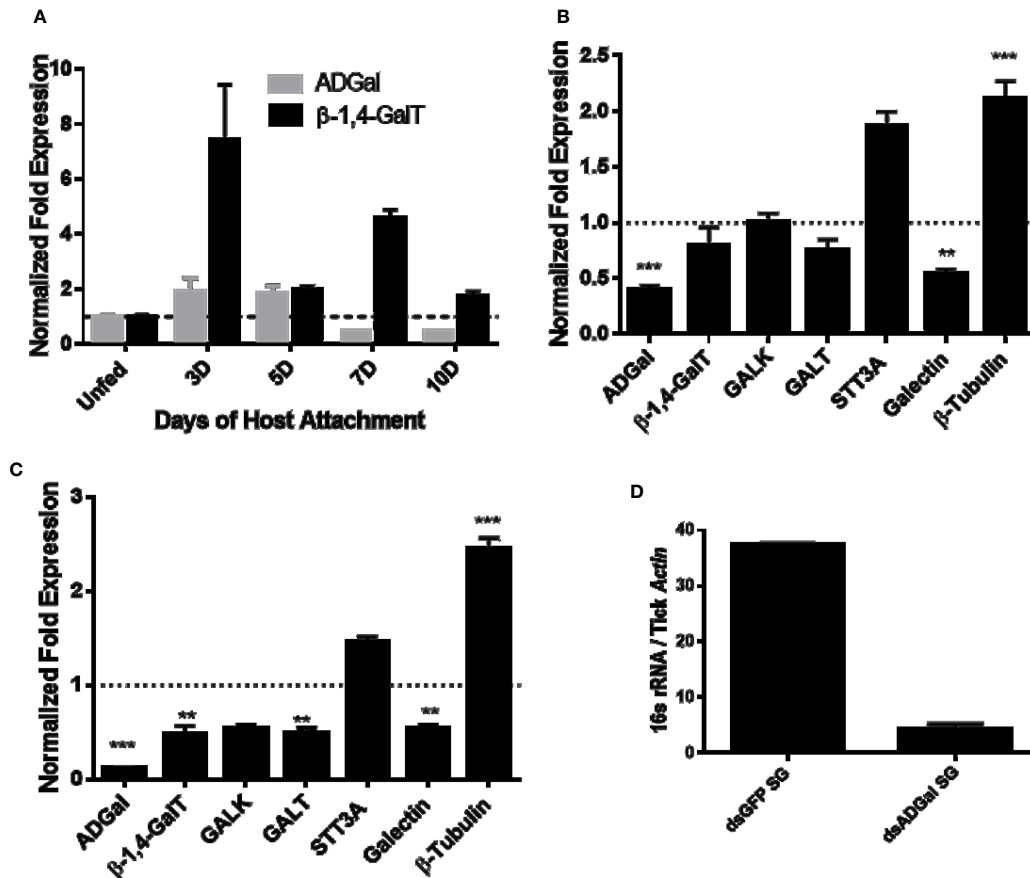 A
Normalized Fold Expression
10
8
6
4
2
0
ADGal
β-1,4-GalT
Unfed
3D
5D
7D
10D
Days of Host Attachment
B
Normalized Fold Expression
2.5
2.0
1.5
1.0
0.5
0.0
***
**
***
ADGal
β-1,4-GalT
GALK
GALT
STT3A
Galectin
β-Tubulin
C
Normalized Fold Expression
3
2
1
0
***
**
**
**
***
ADGal
β-1,4-GalT
GALK
GALT
STT3A
Galectin
β-Tubulin
D
16s rRNA / Tick Actin
40
30
20
10
0
dsGFP SG
dsADGal SG